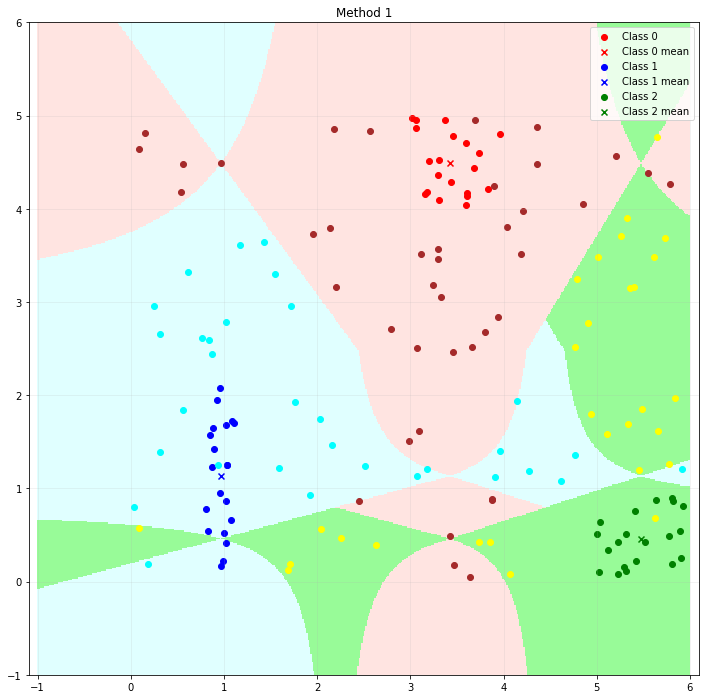 Method 1
Class 0
Class 0 mean
Class 1
Class 1 mean
Class 2
Class 2 mean
6
5
4
3
2
1
0
−1
−1 0 1 2 3 4 5 6